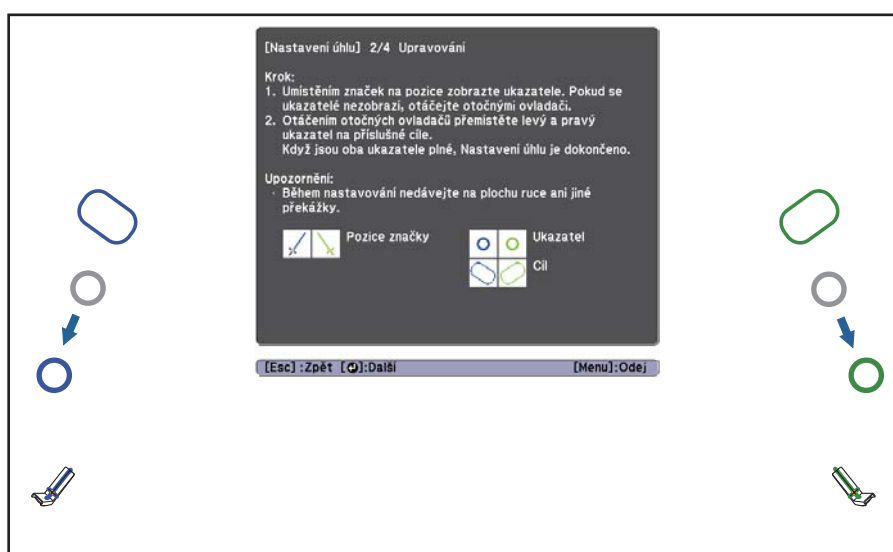 [Nastavení úhlu] 2/4 Upravování
Krok:
1. Umístěním značek na pozice zobrazte ukazatele. Pokud se
ukazatelé nezobrazí, otáčejte otočnými ovladači.
2. Otáčením otočných ovladačů přemistěte levý a pravý
ukazatel na příslušné cíle.
Když jsou oba ukazatele plné, Nastavení úhlu je dokončeno.
Upozornění:
· Během nastavování nedávejte na plochu ruce ani jiné
překážky.
Pozice značky
Ukazatel
Cíl
[Esc] :Zpět [⏎]:Další [Menu]:Odej